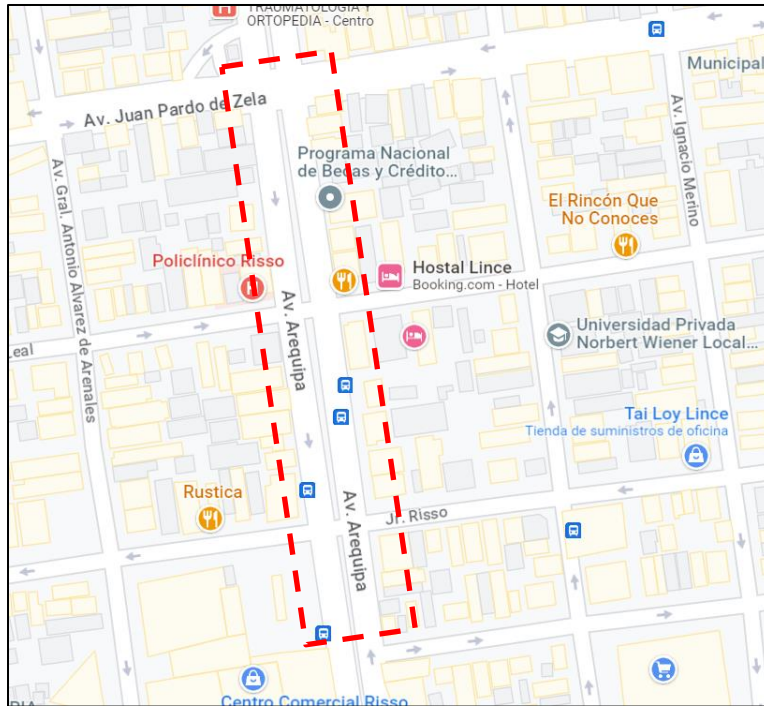 TRAUMATOLOGÍA Y
ORTOPEDIA - Centro
Municipal
Av. Juan Pardo de Zela
Av. Ignacio Merino
Programa Nacional
de Becas y Crédito...
Av. Gral. Antonio Alvarez de Arenales
El Rincón Que
No Conoces
Policlínico Risso
Hostal Lince
Booking.com - Hotel
Av. Arequipa
Leal
Universidad Privada
Norbert Wiener Local...
Tai Loy Lince
Tienda de suministros de oficina
Rustica
Av. Arequipa
Jr. Risso
Centro Comercial Risso